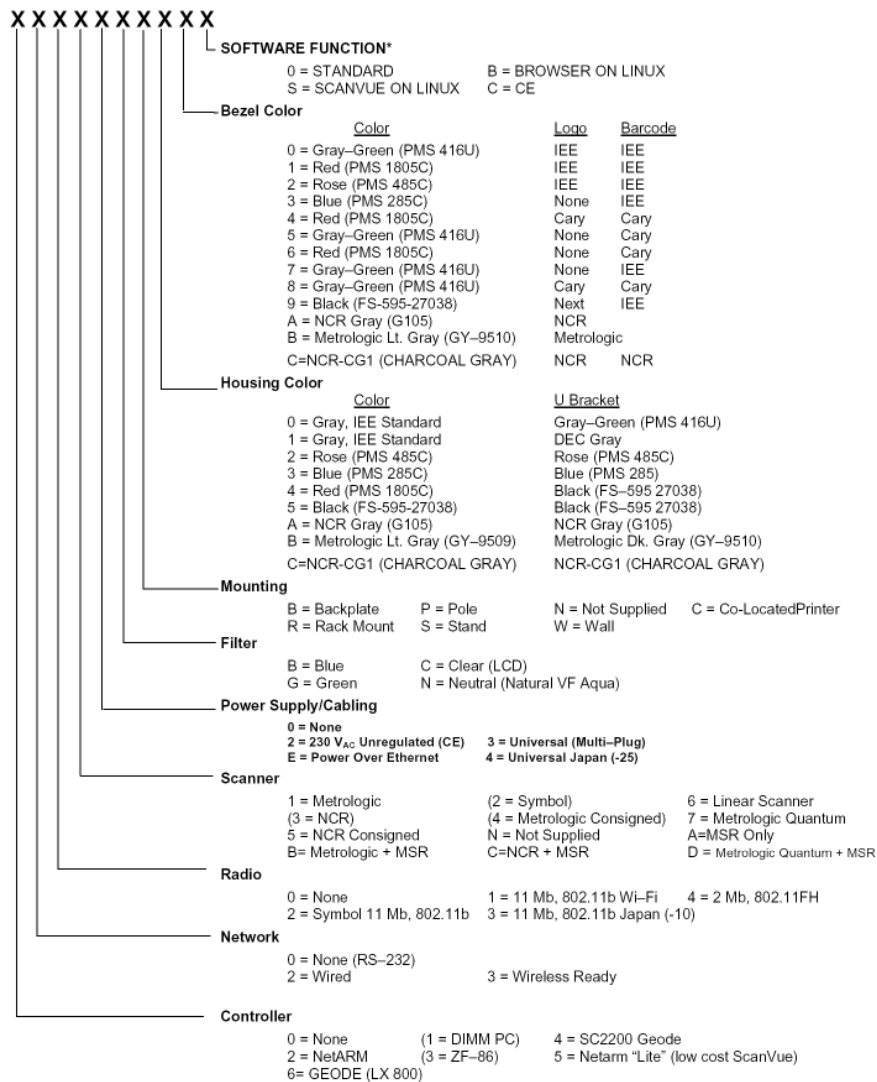 X X X X X X X X X X
SOFTWARE FUNCTION*
0 = STANDARD B = BROWSER ON LINUX
S = SCANVUE ON LINUX C = CE
Bezel Color
Color Logo Barcode
0 = Gray–Green (PMS 416U) IEE IEE
1 = Red (PMS 1805C) IEE IEE
2 = Rose (PMS 485C) IEE IEE
3 = Blue (PMS 285C) None IEE
4 = Red (PMS 1805C) Cary Cary
5 = Gray–Green (PMS 416U) None Cary
6 = Red (PMS 1805C) None Cary
7 = Gray–Green (PMS 416U) None IEE
8 = Gray–Green (PMS 416U) Cary Cary
9 = Black (FS-595-27038) Next IEE
A = NCR Gray (G105) NCR
B = Metrologic Lt. Gray (GY–9510) Metrologic
C=NCR-CG1 (CHARCOAL GRAY) NCR NCR
Housing Color
Color U Bracket
0 = Gray, IEE Standard Gray–Green (PMS 416U)
1 = Gray, IEE Standard DEC Gray
2 = Rose (PMS 485C) Rose (PMS 485C)
3 = Blue (PMS 285C) Blue (PMS 285)
4 = Red (PMS 1805C) Black (FS–595 27038)
5 = Black (FS-595-27038) Black (FS–595 27038)
A = NCR Gray (G105) NCR Gray (G105)
B = Metrologic Lt. Gray (GY–9509) Metrologic Dk. Gray (GY–9510)
C=NCR-CG1 (CHARCOAL GRAY) NCR-CG1 (CHARCOAL GRAY)
Mounting
B = Backplate P = Pole N = Not Supplied C = Co-LocatedPrinter
R = Rack Mount S = Stand W = Wall
Filter
B = Blue C = Clear (LCD)
G = Green N = Neutral (Natural VF Aqua)
Power Supply/Cabling
0 = None
2 = 230 VAC Unregulated (CE) 3 = Universal (Multi–Plug)
E = Power Over Ethernet 4 = Universal Japan (-25)
Scanner
1 = Metrologic (2 = Symbol) 6 = Linear Scanner
(3 = NCR) (4 = Metrologic Consigned) 7 = Metrologic Quantum
5 = NCR Consigned N = Not Supplied A=MSR Only
B= Metrologic + MSR C=NCR + MSR D = Metrologic Quantum + MSR
Radio
0 = None 1 = 11 Mb, 802.11b Wi–Fi 4 = 2 Mb, 802.11FH
2 = Symbol 11 Mb, 802.11b 3 = 11 Mb, 802.11b Japan (-10)
Network
0 = None (RS–232)
2 = Wired 3 = Wireless Ready
Controller
0 = None (1 = DIMM PC) 4 = SC2200 Geode
2 = NetARM (3 = ZF–86) 5 = Netarm “Lite” (low cost ScanVue)
6= GEODE (LX 800)